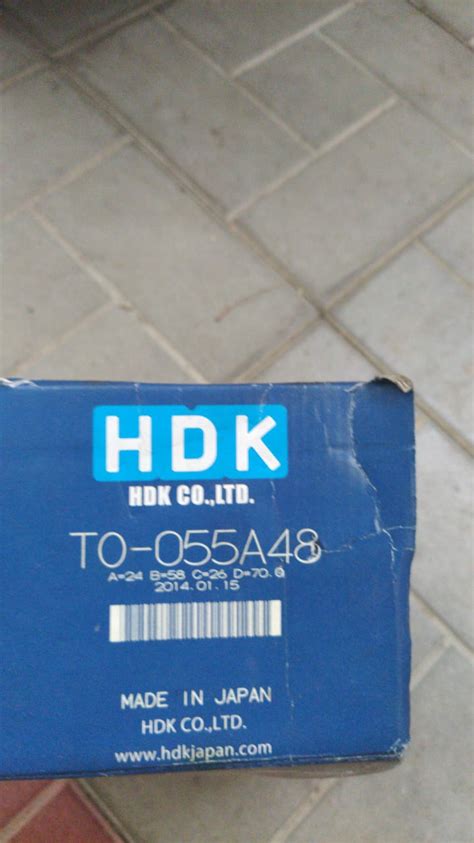 HDK
HDK CO.,LTD.
TO-055A48
A=24 B=58 C=26 D=70.0
2014.01.15
MADE IN JAPAN
HDK CO.,LTD.
www.hdkjapan.com